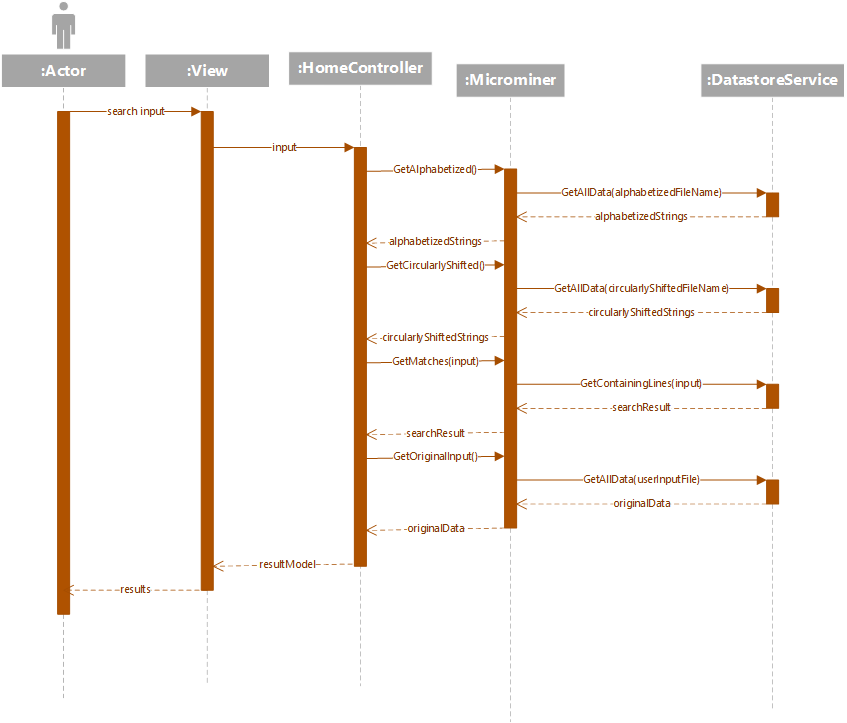 :Actor
:View
:HomeController
:Microminer
:DatastoreService
search input
input
GetAlphabetized()
GetAllData(alphabetizedFileName)
alphabetizedStrings
alphabetizedStrings
GetCircularlyShifted()
GetAllData(circularlyShiftedFileName)
circularlyShiftedStrings
circularlyShiftedStrings
GetMatches(input)
GetContainingLines(input)
searchResult
searchResult
GetOriginalInput()
GetAllData(userInputFile)
originalData
originalData
resultModel
results